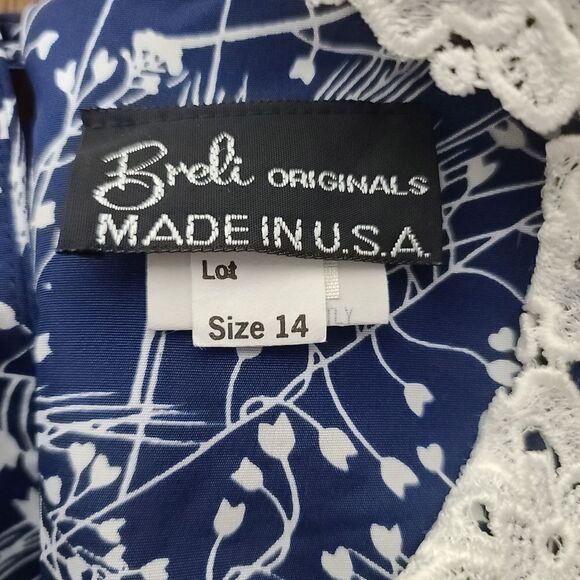 Breli ORIGINALS
MADE IN U.S.A.
Lot
Size 14